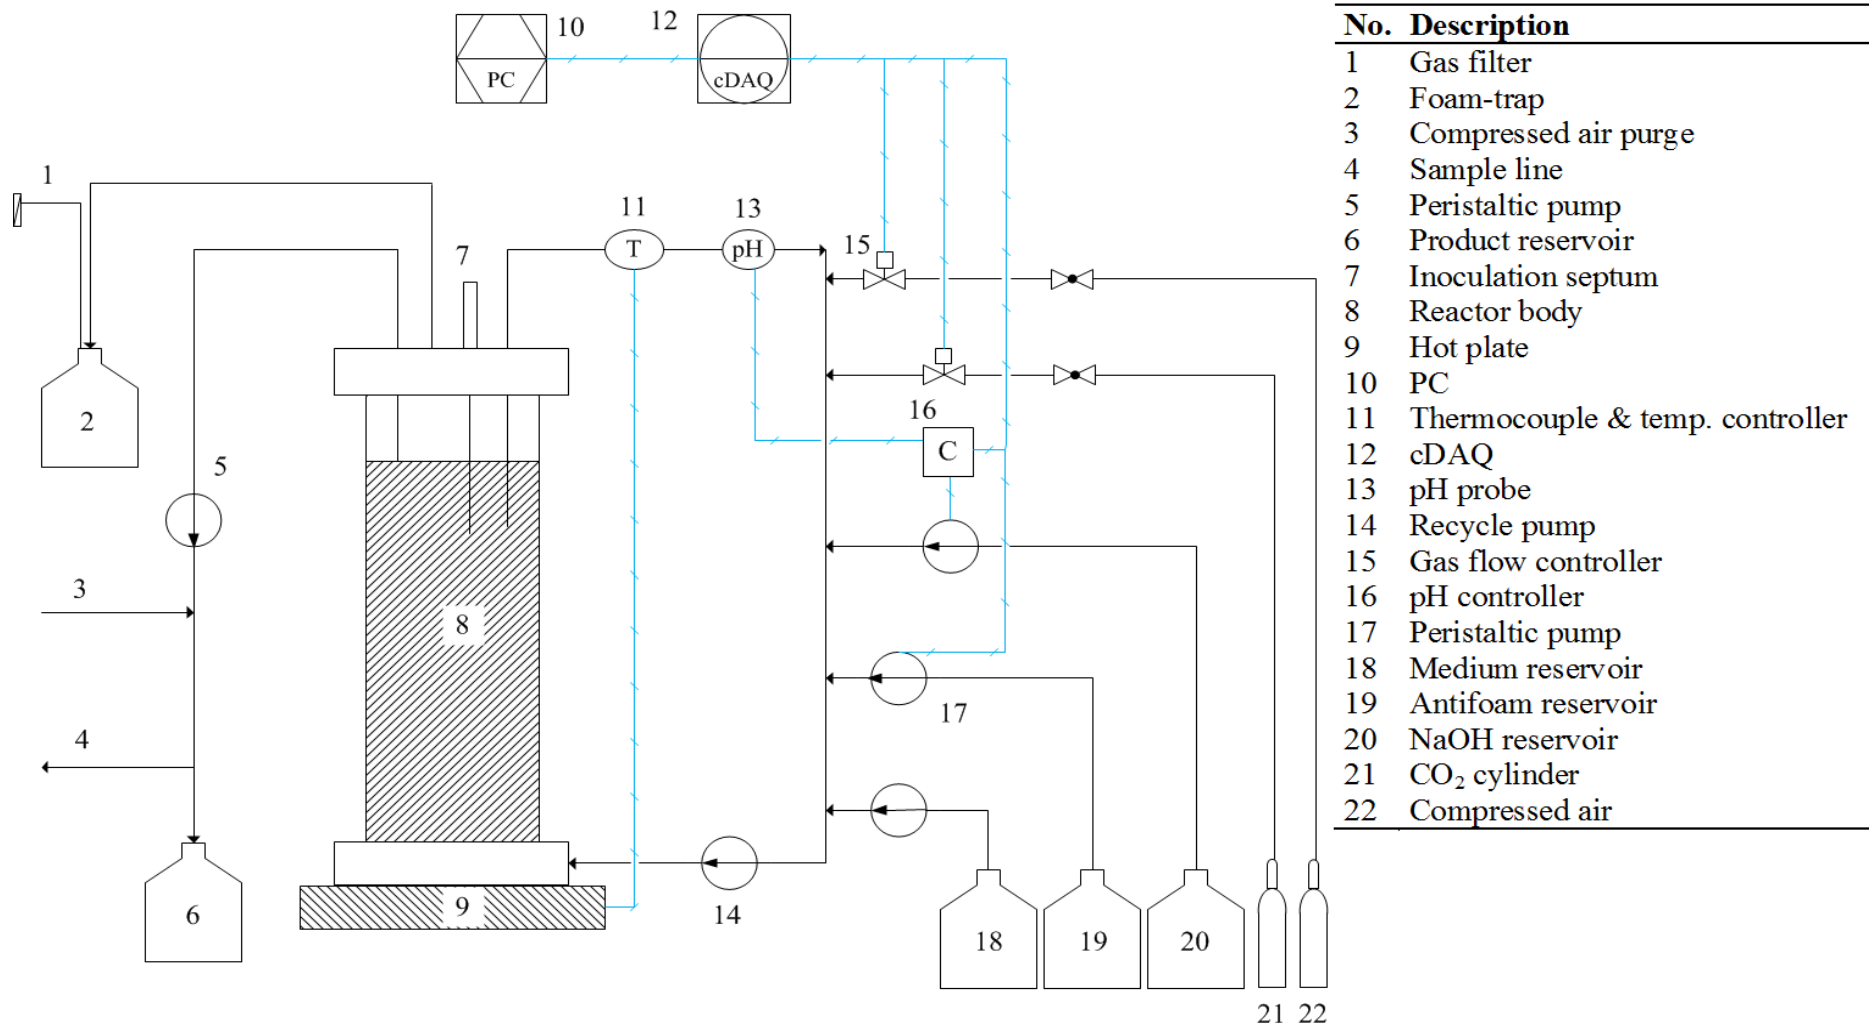 10
12
PC
cDAQ
1
7
11
13
15
T
pH
2
16
C
5
3
8
17
4
14
9
6
18
19
20
21
22
No. Description
1 Gas filter
2 Foam-trap
3 Compressed air purge
4 Sample line
5 Peristaltic pump
6 Product reservoir
7 Inoculation septum
8 Reactor body
9 Hot plate
10 PC
11 Thermocouple & temp. controller
12 cDAQ
13 pH probe
14 Recycle pump
15 Gas flow controller
16 pH controller
17 Peristaltic pump
18 Medium reservoir
19 Antifoam reservoir
20 NaOH reservoir
21 CO₂ cylinder
22 Compressed air